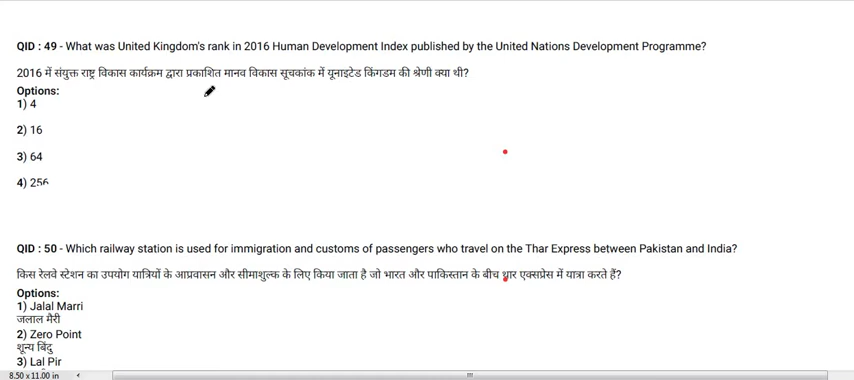 QID : 49 - What was United Kingdom's rank in 2016 Human Development Index published by the United Nations Development Programme?
2016 में संयुक्त राष्ट्र विकास कार्यक्रम द्वारा प्रकाशित मानव विकास सूचकांक में यूनाइटेड किंगडम की श्रेणी क्या थी?
Options:
1) 4
2) 16
3) 64
4) 256
QID : 50 - Which railway station is used for immigration and customs of passengers who travel on the Thar Express between Pakistan and India?
किस रेलवे स्टेशन का उपयोग यात्रियों के आप्रवासन और सीमाशुल्क के लिए किया जाता है जो भारत और पाकिस्तान के बीच थार एक्सप्रेस में यात्रा करते हैं?
Options:
1) Jalal Marri
जलाल मैरी
2) Zero Point
शून्य बिंदु
3) Lal Pir
8.50 x 11.00 in